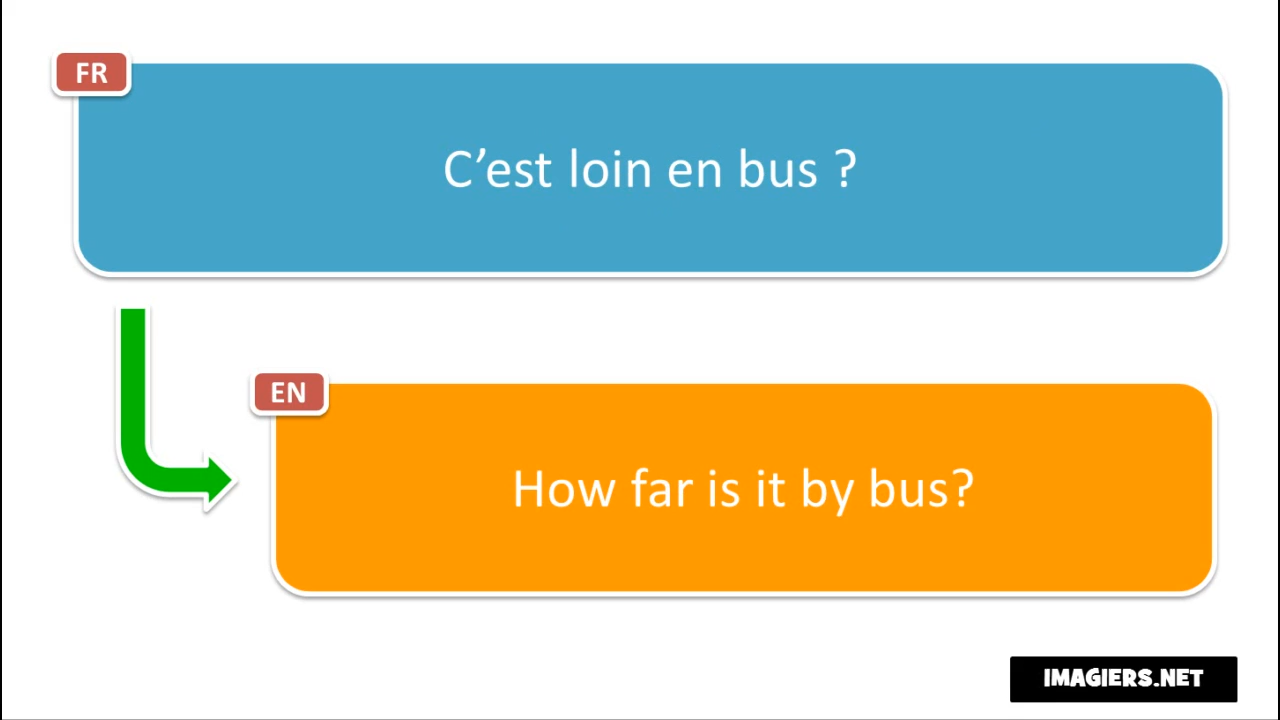 FR
C’est loin en bus ?
EN
How far is it by bus?
IMAGIERS.NET